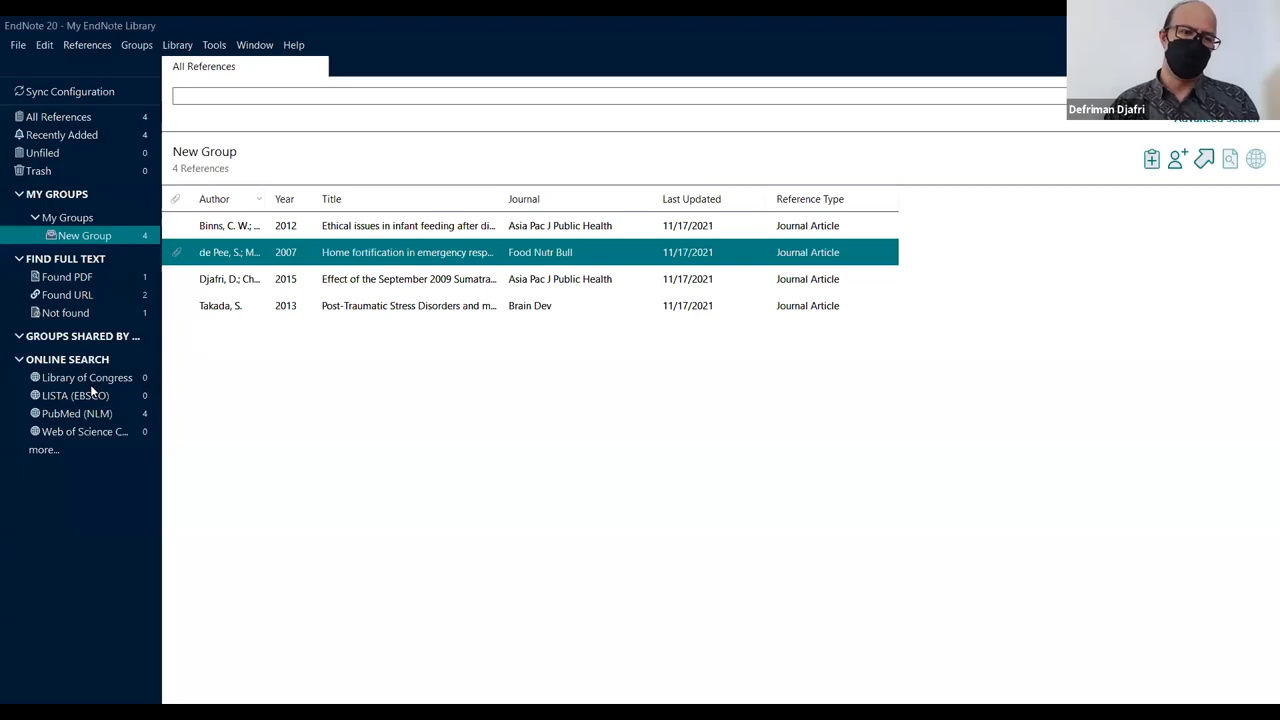 EndNote 20 - My EndNote Library
File Edit References Groups Library Tools Window Help
All References
Sync Configuration
All References 4
Recently Added 4
Unfiled 0
Trash 0
MY GROUPS
My Groups
New Group 4
FIND FULL TEXT
Found PDF 1
Found URL 2
Not found 1
GROUPS SHARED BY ...
ONLINE SEARCH
Library of Congress 0
LISTA (EBSCO) 0
PubMed (NLM) 4
Web of Science C... 0
more...
Defriman Djafri
Advanced Search
New Group
4 References
Author Year Title Journal Last Updated Reference Type
Binns, C. W.; ... 2012 Ethical issues in infant feeding after di... Asia Pac J Public Health 11/17/2021 Journal Article
de Pee, S.; M... 2007 Home fortification in emergency resp... Food Nutr Bull 11/17/2021 Journal Article
Djafri, D.; Ch... 2015 Effect of the September 2009 Sumatra... Asia Pac J Public Health 11/17/2021 Journal Article
Takada, S. 2013 Post-Traumatic Stress Disorders and m... Brain Dev 11/17/2021 Journal Article